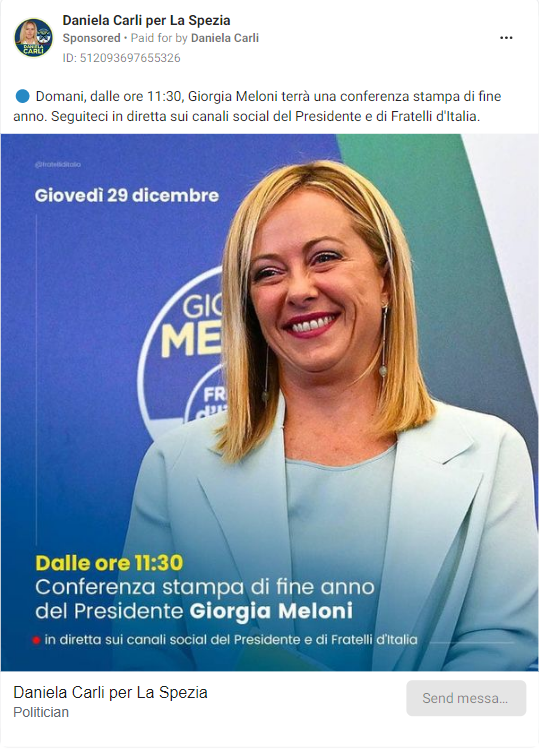 Daniela Carli per La Spezia
Sponsored • Paid for by Daniela Carli
ID: 512093697655326
Domani, dalle ore 11:30, Giorgia Meloni terrà una conferenza stampa di fine
anno. Seguiteci in diretta sui canali social del Presidente e di Fratelli d'Italia.
@fratelliditalia
Giovedì 29 dicembre
GIO
ME
FR
d'I
Dalle ore 11:30
Conferenza stampa di fine anno
del Presidente Giorgia Meloni
in diretta sui canali social del Presidente e di Fratelli d'Italia
Daniela Carli per La Spezia
Politician
Send messa...